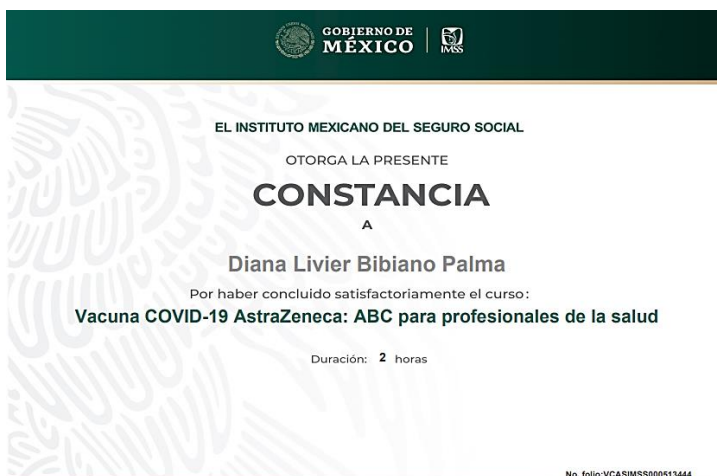 GOBIERNO DE
MÉXICO
IMSS
EL INSTITUTO MEXICANO DEL SEGURO SOCIAL
OTORGA LA PRESENTE
CONSTANCIA
A
Diana Livier Bibiano Palma
Por haber concluido satisfactoriamente el curso:
Vacuna COVID-19 AstraZeneca: ABC para profesionales de la salud
Duración: 2 horas
No. folio:VCASIMSS000513444